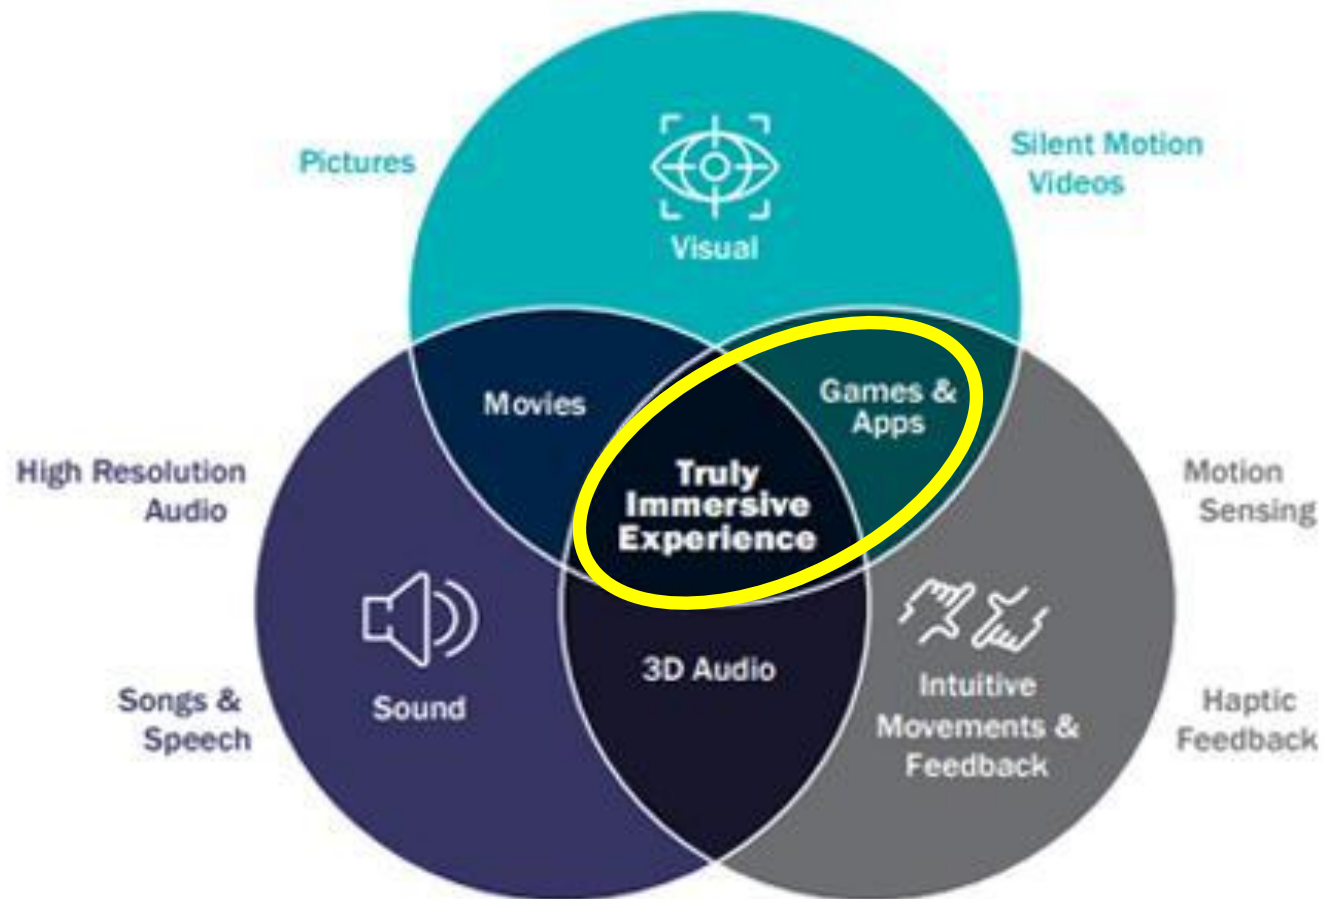 Pictures
Silent Motion
Videos
Visual
Movies
Games &
Apps
Truly
Immersive
Experience
High Resolution
Audio
Motion
Sensing
3D Audio
Songs &
Speech
Sound
Intuitive
Movements &
Feedback
Haptic
Feedback